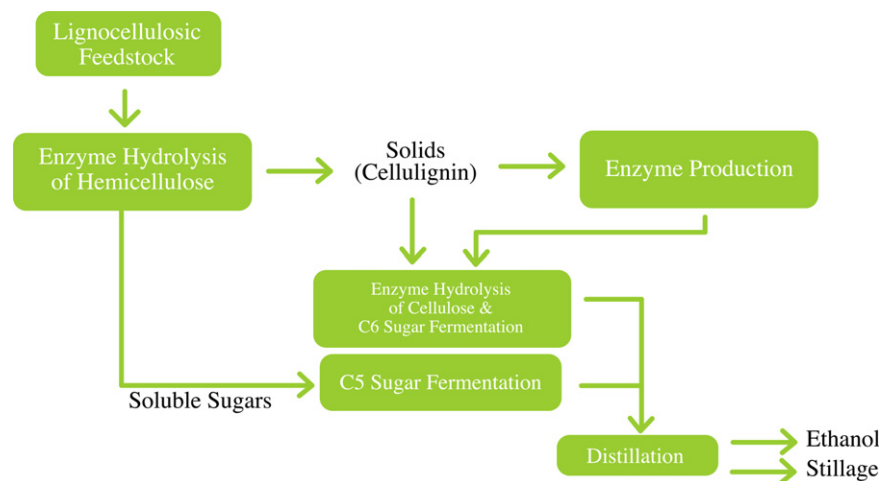 Lignocellulosic
Feedstock
Enzyme Hydrolysis
of Hemicellulose
Solids
(Cellulignin)
Enzyme Production
Enzyme Hydrolysis
of Cellulose &
C6 Sugar Fermentation
C5 Sugar Fermentation
Soluble Sugars
Distillation
Ethanol
Stillage